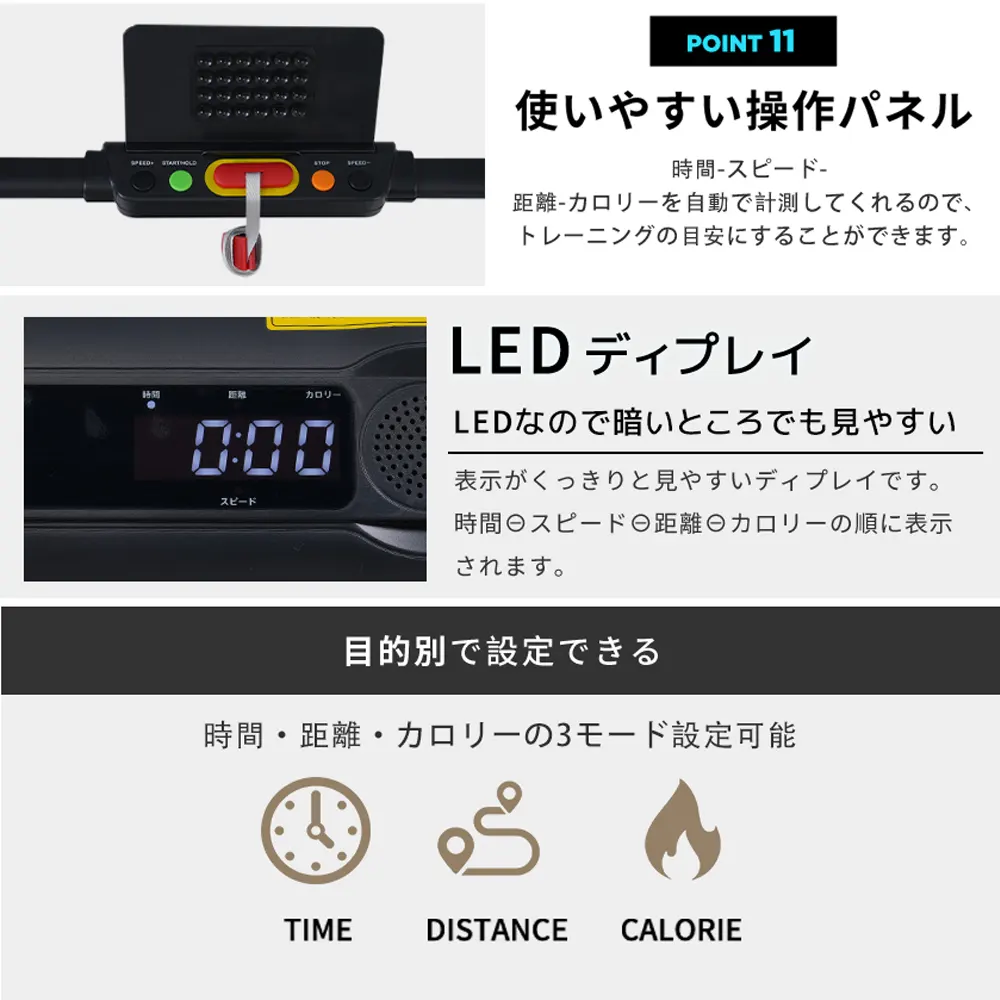 POINT 11
使いやすい操作パネル
時間-スピード-
距離-カロリーを自動で計測してくれるので、
トレーニングの目安にすることができます。
SPEED+ START/HOLD STOP SPEED−
LED ディスプレイ
LEDなので暗いところでも見やすい
表示がくっきりと見やすいディプレイです。
時間⊖スピード⊖距離⊖カロリーの順に表示
されます。
時間 距離 カロリー
0:00
スピード
目的別で設定できる
時間・距離・カロリーの3モード設定可能
TIME DISTANCE CALORIE